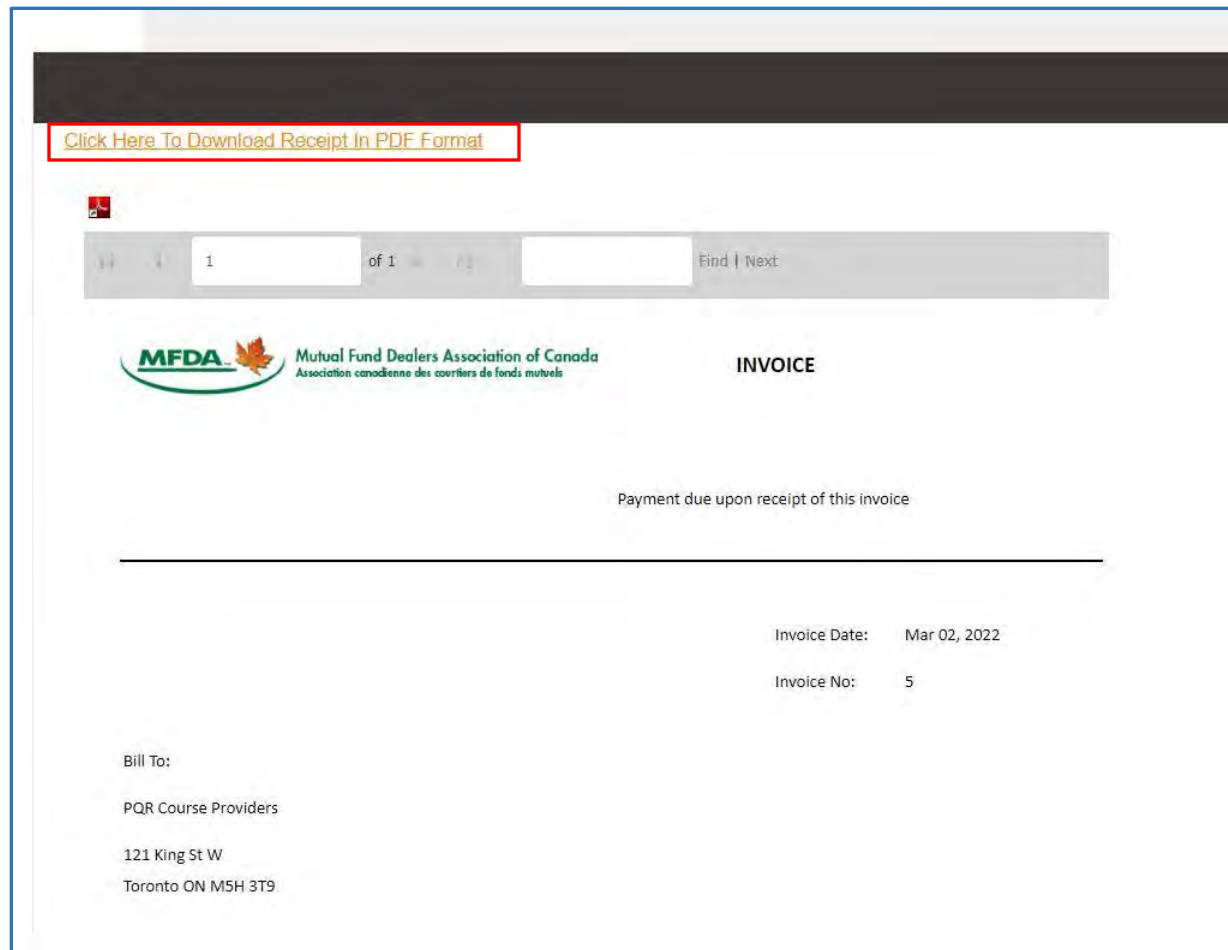 Click Here To Download Receipt In PDF Format
1 of 1 Find | Next
MFDA Mutual Fund Dealers Association of Canada
Association canadienne des courtiers de fonds mutuels
INVOICE
Payment due upon receipt of this invoice
Invoice Date: Mar 02, 2022
Invoice No: 5
Bill To:
PQR Course Providers
121 King St W
Toronto ON M5H 3T9